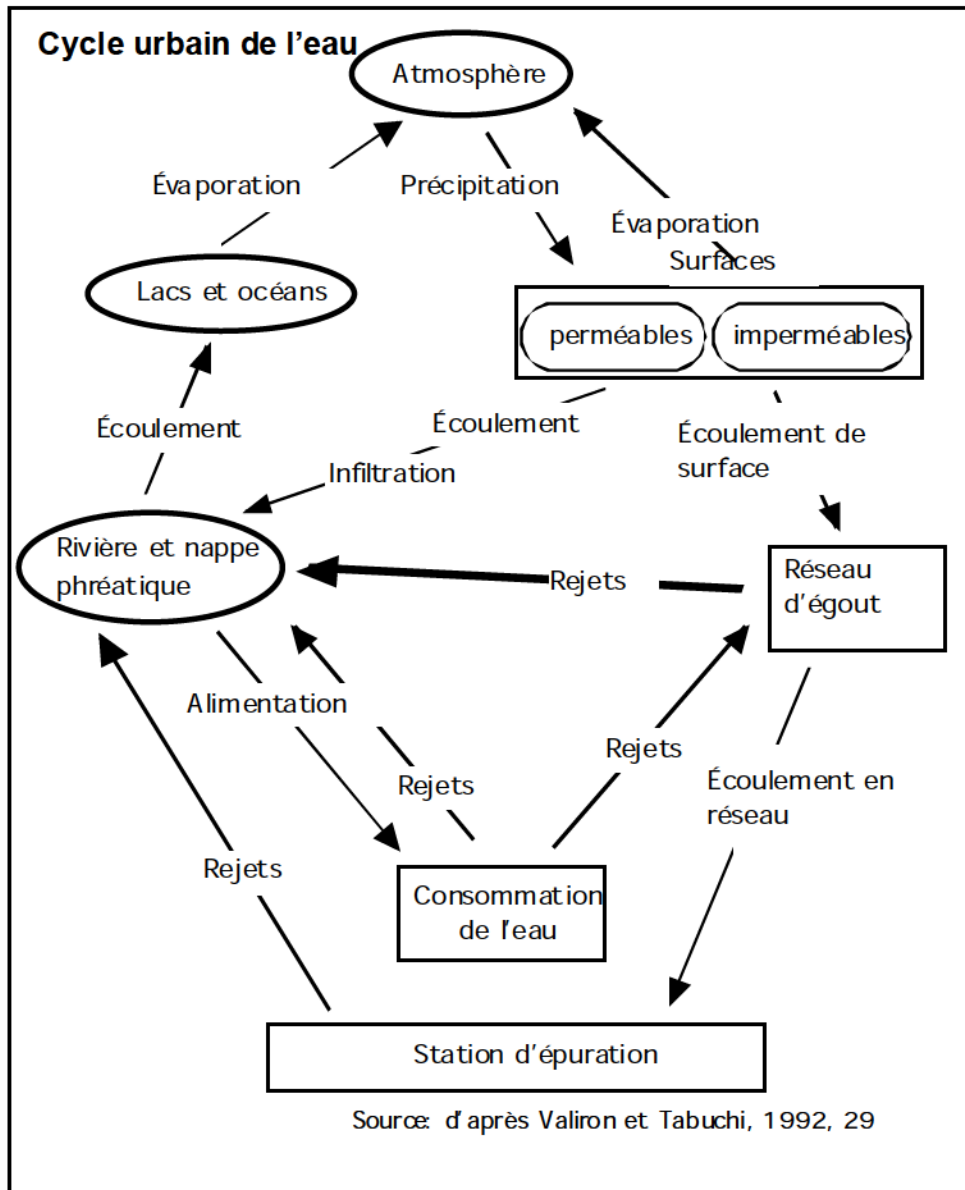 Cycle urbain de l'eau
Atmosphère
Évaporation
Précipitation
Évaporation
Surfaces
Lacs et océans
perméables
imperméables
Écoulement
Écoulement
Écoulement de
surface
Infiltration
Rivière et nappe
phréatique
Rejets
Réseau
d'égout
Alimentation
Rejets
Rejets
Écoulement en
réseau
Rejets
Consommation
de l'eau
Station d'épuration
Source: d'après Valiron et Tabuchi, 1992, 29